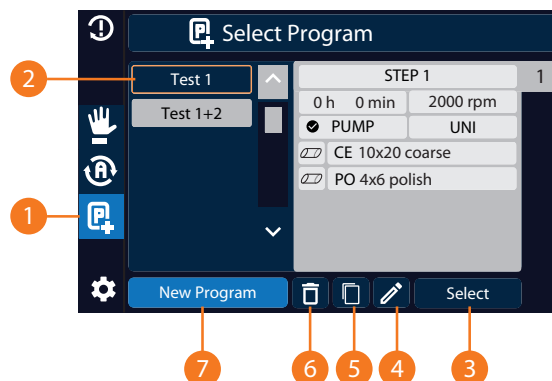 P Select Program
2
Test 1
Test 1+2
STEP 1
1
0 h 0 min 2000 rpm
PUMP UNI
CE 10x20 coarse
PO 4x6 polish
A
1
P
New Program
Select
7
6
5
4
3